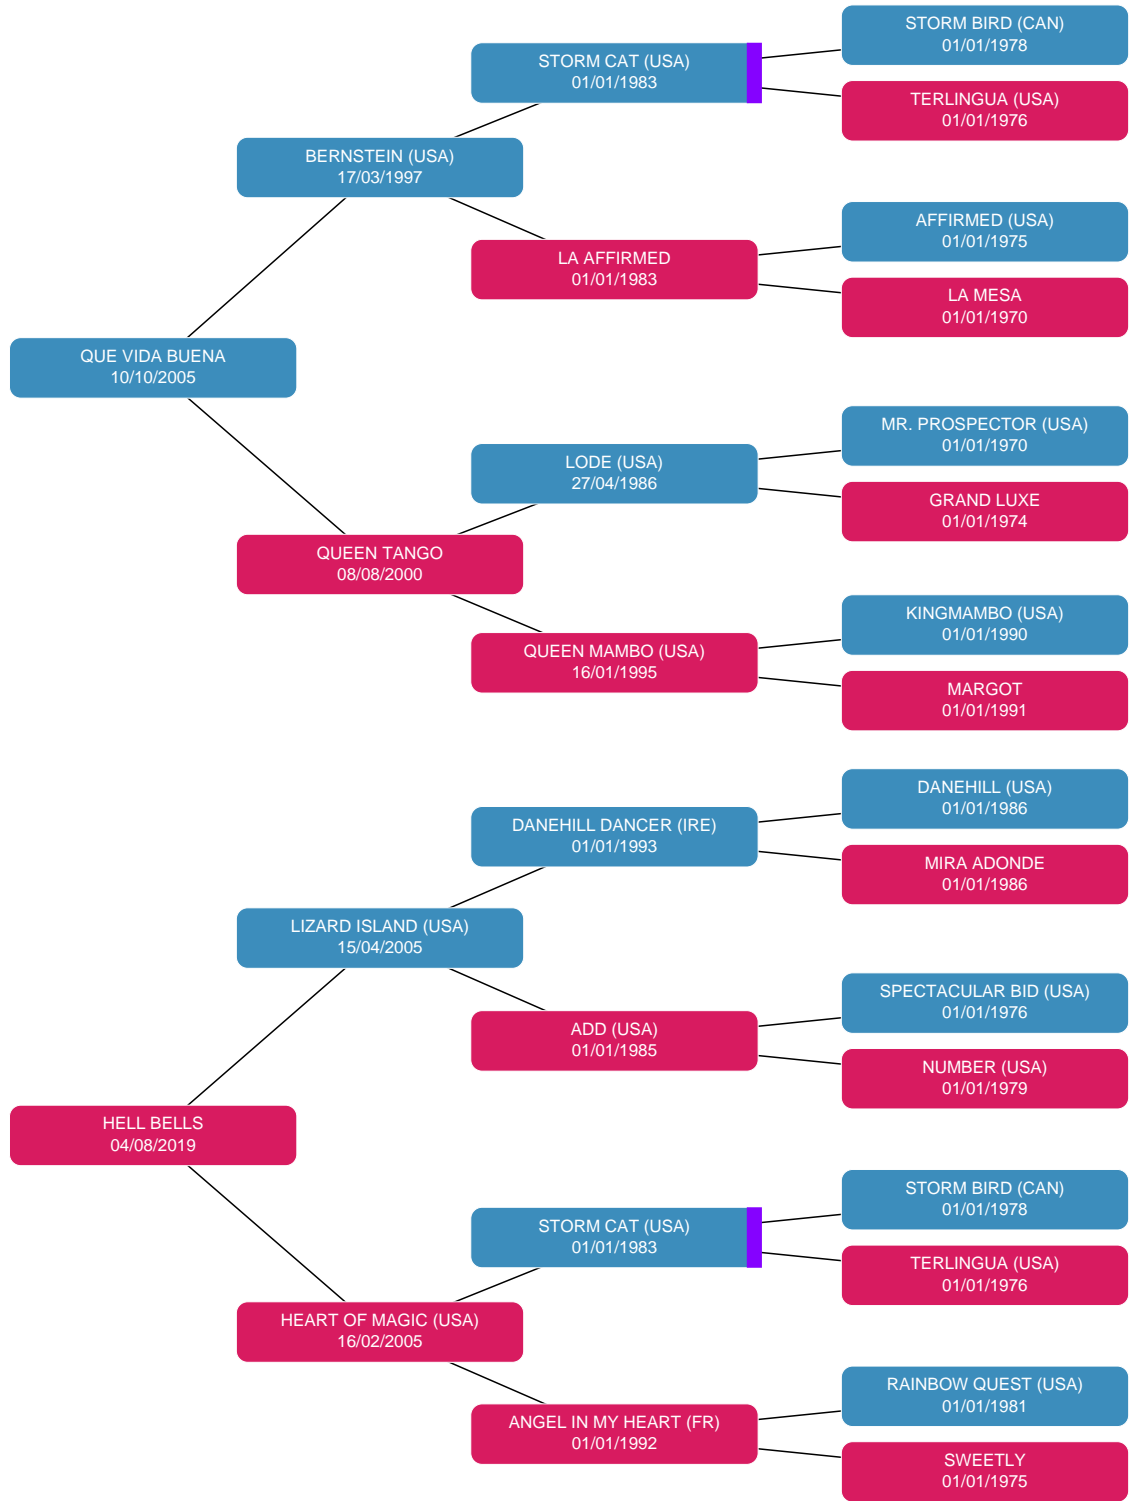 STORM BIRD (CAN)
01/01/1978
STORM CAT (USA)
01/01/1983
TERLINGUA (USA)
01/01/1976
BERNSTEIN (USA)
17/03/1997
AFFIRMED (USA)
01/01/1975
LA AFFIRMED
01/01/1983
LA MESA
01/01/1970
QUE VIDA BUENA
10/10/2005
MR. PROSPECTOR (USA)
01/01/1970
LODE (USA)
27/04/1986
GRAND LUXE
01/01/1974
QUEEN TANGO
08/08/2000
KINGMAMBO (USA)
01/01/1990
QUEEN MAMBO (USA)
16/01/1995
MARGOT
01/01/1991
DANEHILL (USA)
01/01/1986
DANEHILL DANCER (IRE)
01/01/1993
MIRA ADONDE
01/01/1986
LIZARD ISLAND (USA)
15/04/2005
SPECTACULAR BID (USA)
01/01/1976
ADD (USA)
01/01/1985
NUMBER (USA)
01/01/1979
HELL BELLS
04/08/2019
STORM BIRD (CAN)
01/01/1978
STORM CAT (USA)
01/01/1983
TERLINGUA (USA)
01/01/1976
HEART OF MAGIC (USA)
16/02/2005
RAINBOW QUEST (USA)
01/01/1981
ANGEL IN MY HEART (FR)
01/01/1992
SWEETLY
01/01/1975